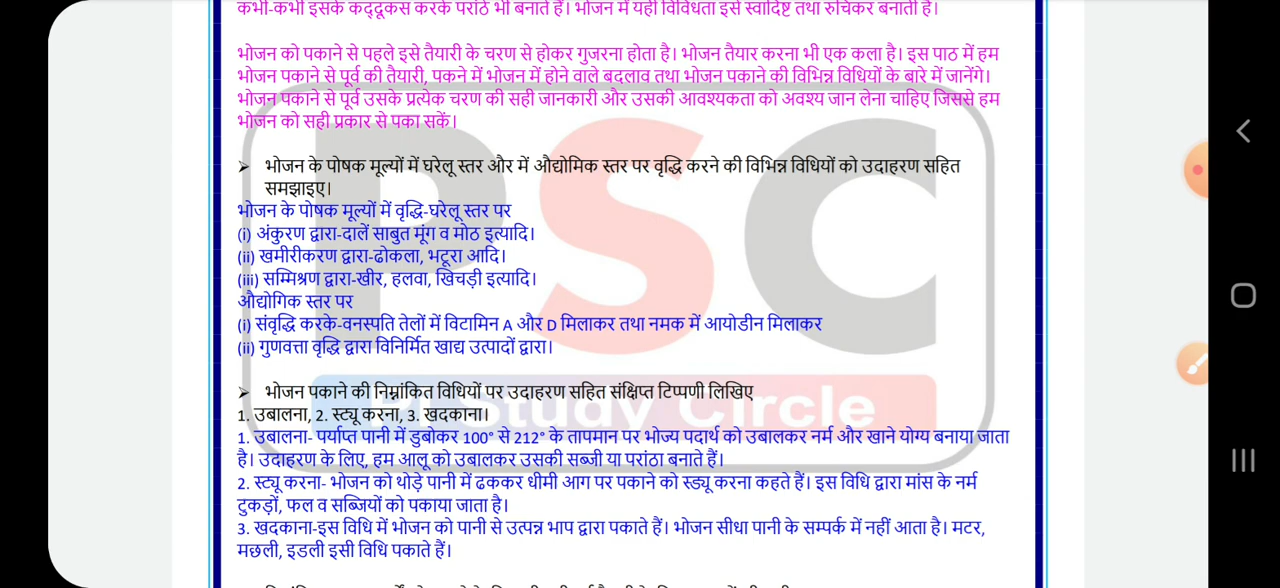 कभी-कभी इसके कद्दूकस करके परांठे भी बनाते हैं। भोजन में यही विविधता इसे स्वादिष्ट तथा रुचिकर बनाती है।
भोजन को पकाने से पहले इसे तैयारी के चरण से होकर गुजरना होता है। भोजन तैयार करना भी एक कला है। इस पाठ में हम
भोजन पकाने से पूर्व की तैयारी, पकने में भोजन में होने वाले बदलाव तथा भोजन पकाने की विभिन्न विधियों के बारे में जानेंगे।
भोजन पकाने से पूर्व उसके प्रत्येक चरण की सही जानकारी और उसकी आवश्यकता को अवश्य जान लेना चाहिए जिससे हम
भोजन को सही प्रकार से पका सकें।
➢ भोजन के पोषक मूल्यों में घरेलू स्तर और में औद्योमिक स्तर पर वृद्धि करने की विभिन्न विधियों को उदाहरण सहित
समझाइए।
भोजन के पोषक मूल्यों में वृद्धि-घरेलू स्तर पर
(i) अंकुरण द्वारा-दालें साबुत मूंग व मोठ इत्यादि।
(ii) खमीरीकरण द्वारा-ढोकला, भटूरा आदि।
(iii) सम्मिश्रण द्वारा-खीर, हलवा, खिचड़ी इत्यादि।
औद्योगिक स्तर पर
(i) संवृद्धि करके-वनस्पति तेलों में विटामिन A और D मिलाकर तथा नमक में आयोडीन मिलाकर
(ii) गुणवत्ता वृद्धि द्वारा विनिर्मित खाद्य उत्पादों द्वारा।
➢ भोजन पकाने की निम्नांकित विधियों पर उदाहरण सहित संक्षिप्त टिप्पणी लिखिए
1. उबालना, 2. स्ट्यू करना, 3. खदकाना।
1. उबालना- पर्याप्त पानी में डुबोकर 100° से 212° के तापमान पर भोज्य पदार्थ को उबालकर नर्म और खाने योग्य बनाया जाता
है। उदाहरण के लिए, हम आलू को उबालकर उसकी सब्जी या परांठा बनाते हैं।
2. स्ट्यू करना- भोजन को थोड़े पानी में ढककर धीमी आग पर पकाने को स्ड्यू करना कहते हैं। इस विधि द्वारा मांस के नर्म
टुकड़ों, फल व सब्जियों को पकाया जाता है।
3. खदकाना-इस विधि में भोजन को पानी से उत्पन्न भाप द्वारा पकाते हैं। भोजन सीधा पानी के सम्पर्क में नहीं आता है। मटर,
मछली, इडली इसी विधि पकाते हैं।
PSC
PI Study Circle